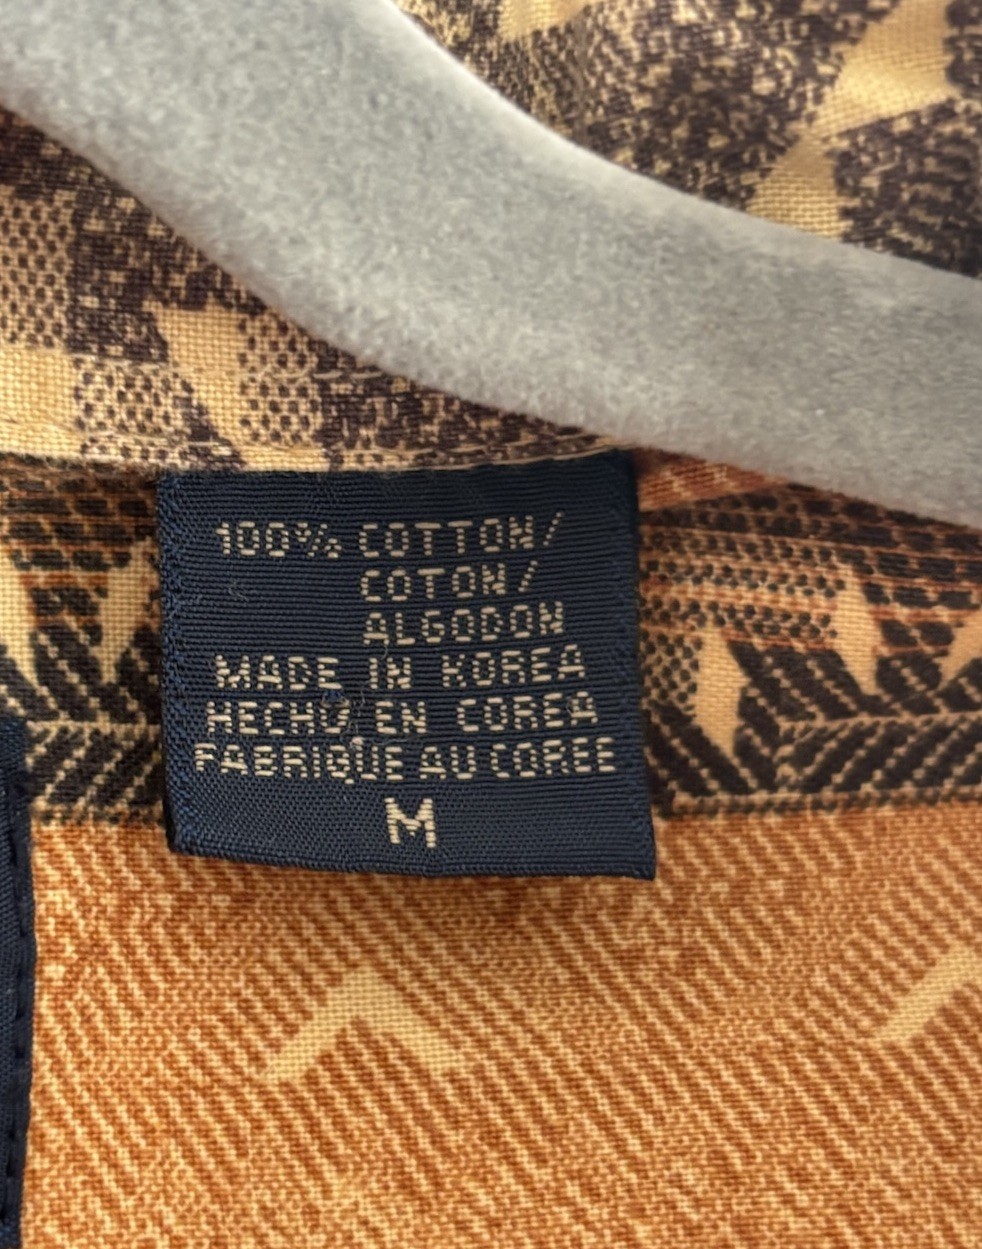 100% COTTON/
COTON/
ALGODON
MADE IN KOREA
HECHO EN COREA
FABRIQUE AU COREE
M